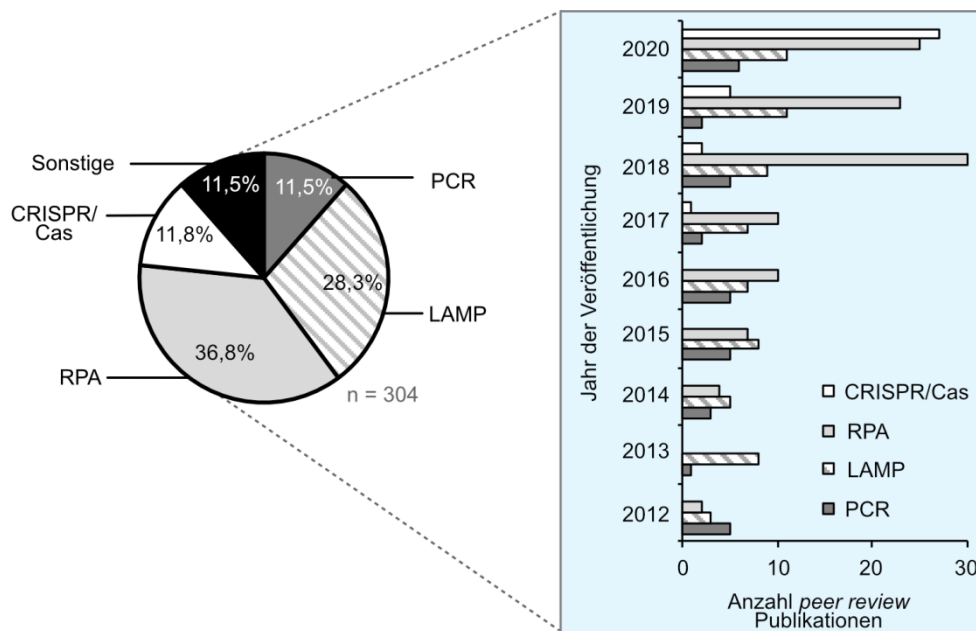 Sonstige
11,5%
11,5%
PCR
CRISPR/
Cas
11,8%
28,3%
LAMP
36,8%
RPA
n = 304
Jahr der Veröffentlichung
2020
2019
2018
2017
2016
2015
2014
2013
2012
CRISPR/Cas
RPA
LAMP
PCR
0
10
20
30
Anzahl peer review
Publikationen